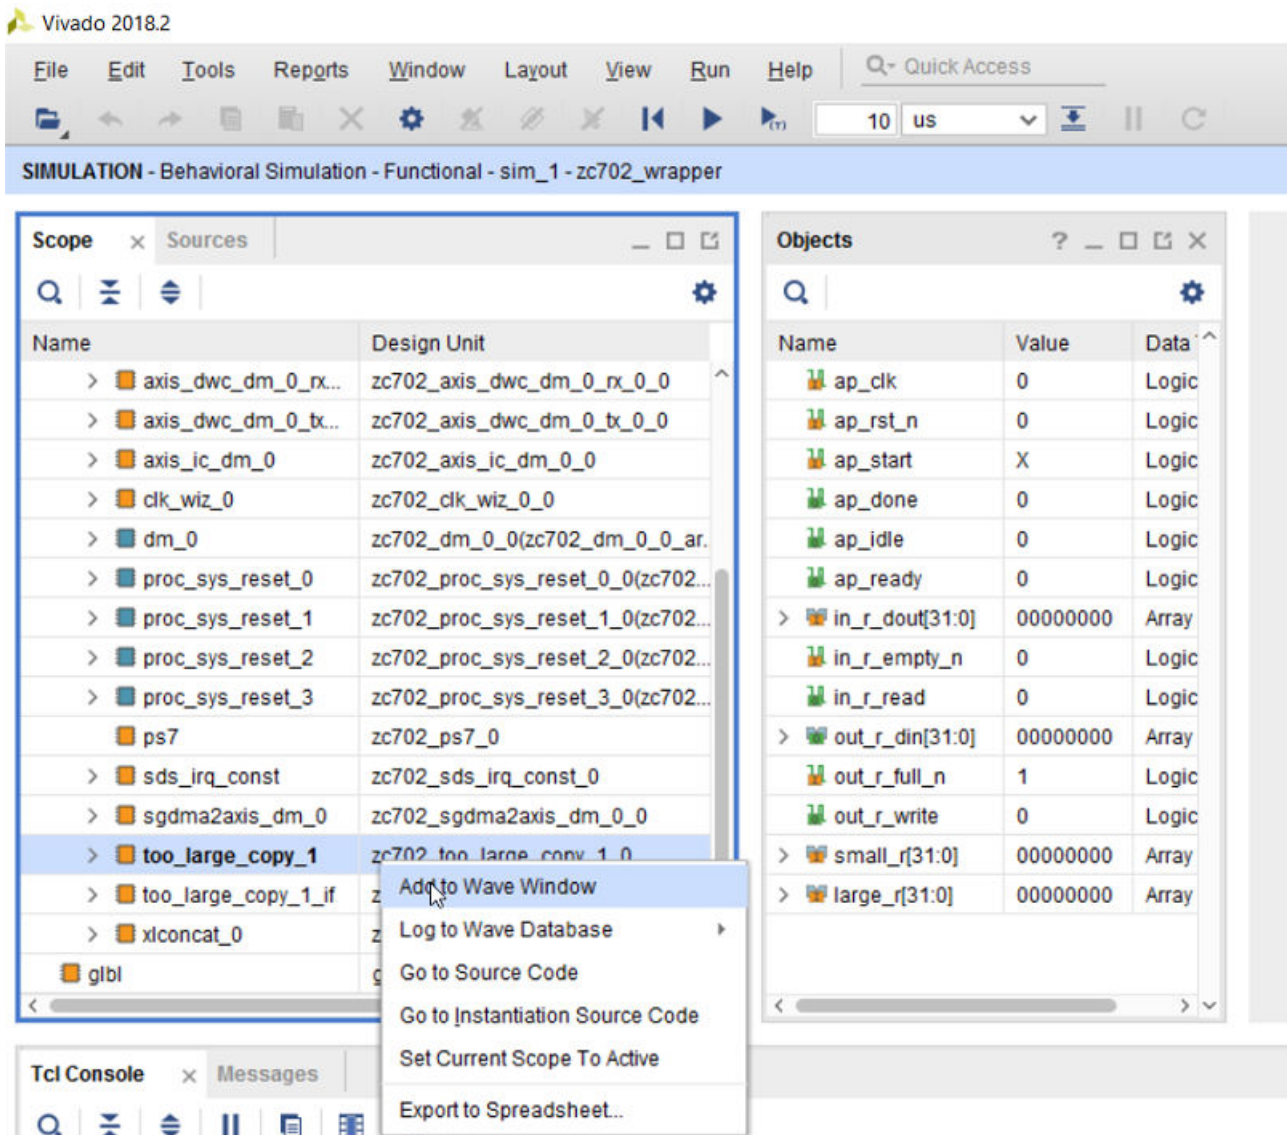 Vivado 2018.2
File Edit Tools Reports Window Layout View Run Help Quick Access
10 us
SIMULATION - Behavioral Simulation - Functional - sim_1 - zc702_wrapper
Scope Sources
Name Design Unit
axis_dwc_dm_0_rx... zc702_axis_dwc_dm_0_rx_0_0
axis_dwc_dm_0_tx... zc702_axis_dwc_dm_0_tx_0_0
axis_ic_dm_0 zc702_axis_ic_dm_0_0
clk_wiz_0 zc702_clk_wiz_0_0
dm_0 zc702_dm_0_0(zc702_dm_0_0_ar.
proc_sys_reset_0 zc702_proc_sys_reset_0_0(zc702...
proc_sys_reset_1 zc702_proc_sys_reset_1_0(zc702...
proc_sys_reset_2 zc702_proc_sys_reset_2_0(zc702...
proc_sys_reset_3 zc702_proc_sys_reset_3_0(zc702...
ps7 zc702_ps7_0
sds_irq_const zc702_sds_irq_const_0
sgdma2axis_dm_0 zc702_sgdma2axis_dm_0_0
too_large_copy_1 zc702_too_large_copy_1_0
too_large_copy_1_if z
xlconcat_0 z
glbl g
Add to Wave Window
Log to Wave Database
Go to Source Code
Go to Instantiation Source Code
Set Current Scope To Active
Export to Spreadsheet...
Objects ?
Name Value Data T
ap_clk 0 Logic
ap_rst_n 0 Logic
ap_start X Logic
ap_done 0 Logic
ap_idle 0 Logic
ap_ready 0 Logic
in_r_dout[31:0] 00000000 Array
in_r_empty_n 0 Logic
in_r_read 0 Logic
out_r_din[31:0] 00000000 Array
out_r_full_n 1 Logic
out_r_write 0 Logic
small_r[31:0] 00000000 Array
large_r[31:0] 00000000 Array
Tcl Console Messages